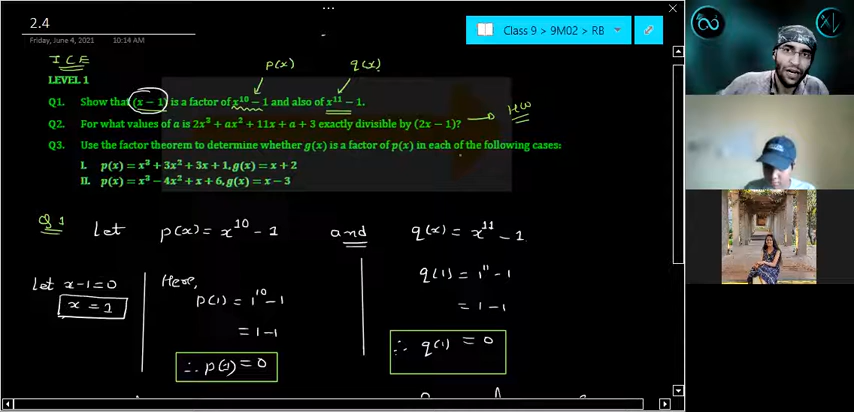 2.4
Friday, June 4, 2021 10:14 AM
Class 9 > 9M02 > RB
ICE
p(x) q(x)
LEVEL 1
Q1. Show that (x − 1) is a factor of x¹⁰ − 1 and also of x¹¹ − 1.
Q2. For what values of a is 2x³ + ax² + 11x + a + 3 exactly divisible by (2x − 1)? → HW
Q3. Use the factor theorem to determine whether g(x) is a factor of p(x) in each of the following cases:
I. p(x) = x³ + 3x² + 3x + 1, g(x) = x + 2
II. p(x) = x³ − 4x² + x + 6, g(x) = x − 3
Q1 Let p(x) = x¹⁰ − 1 and q(x) = x¹¹ − 1
Let x−1=0
x = 1
Here,
p(1) = 1¹⁰ − 1
= 1−1
∴ p(1) = 0
q(1) = 1¹¹ − 1
= 1−1
∴ q(1) = 0